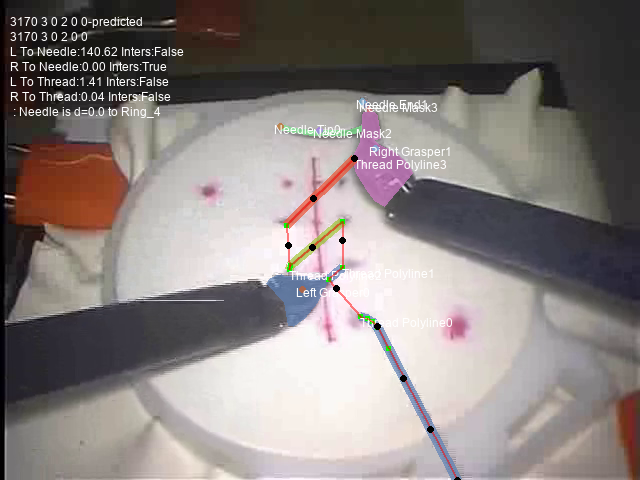 3170 3 0 2 0 0-predicted
3170 3 0 2 0 0
L To Needle:140.62 Inters:False
R To Needle:0.00 Inters:True
L To Thread:1.41 Inters:False
R To Thread:0.04 Inters:False
: Needle is d=0.0 to Ring_4
Needle End1
Needle Mask3
Needle Tip0
Needle Mask2
Right Grasper1
Thread Polyline3
Thread Polyline1
Thread Polyline0